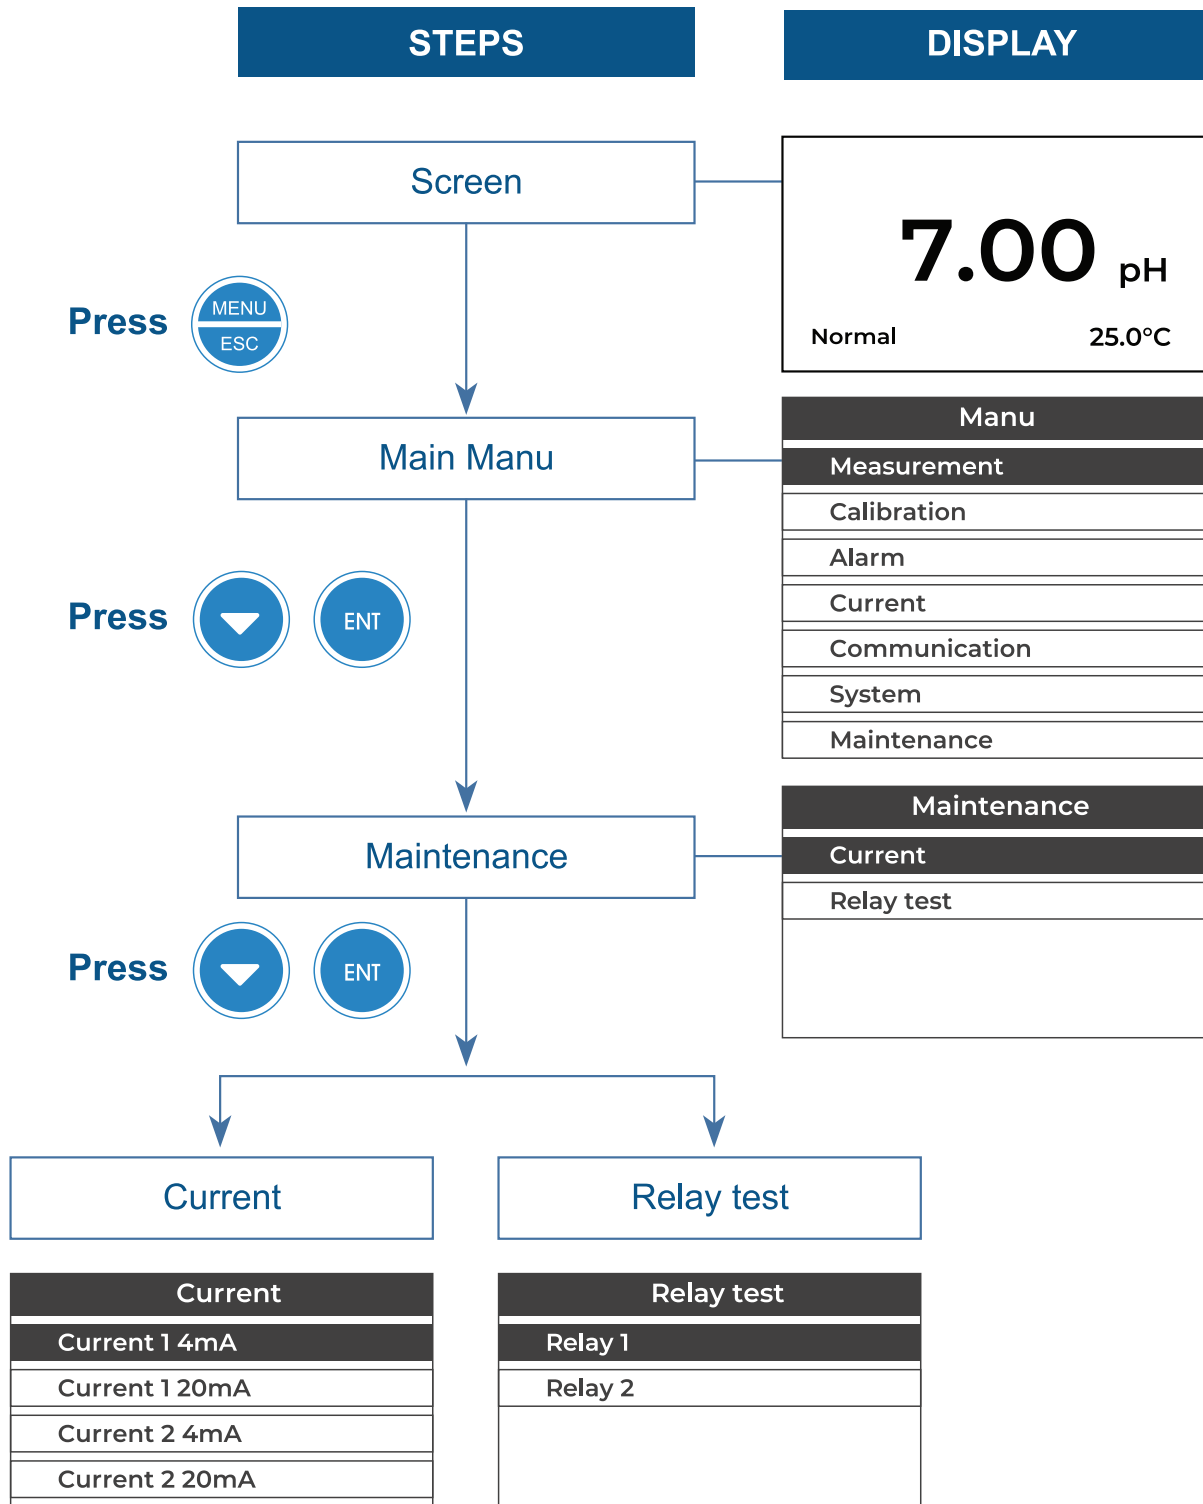 STEPS
DISPLAY
Screen
7.00 pH
Normal 25.0°C
Press
MENU
ESC
Main Manu
Manu
Measurement
Calibration
Alarm
Current
Communication
System
Maintenance
Press
ENT
Maintenance
Maintenance
Current
Relay test
Press
ENT
Current
Relay test
Current
Current 1 4mA
Current 1 20mA
Current 2 4mA
Current 2 20mA
Relay test
Relay 1
Relay 2